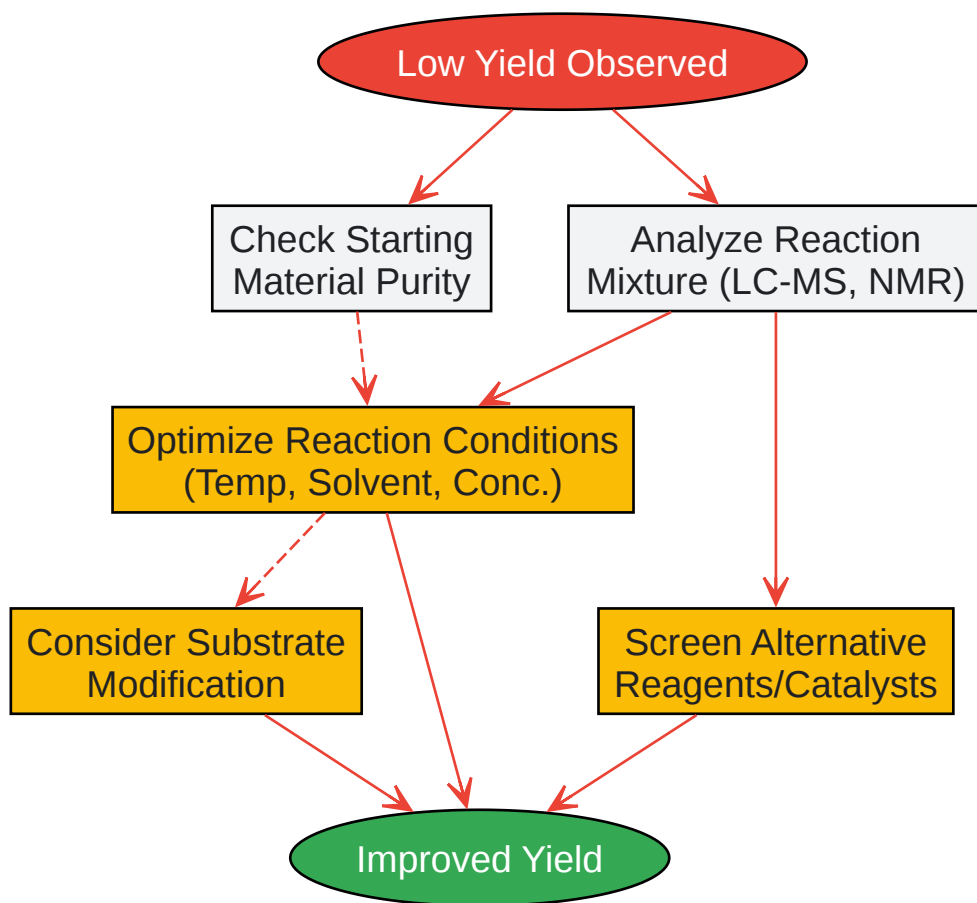 Low Yield Observed
Check Starting
Material Purity
Analyze Reaction
Mixture (LC-MS, NMR)
Optimize Reaction Conditions
(Temp, Solvent, Conc.)
Consider Substrate
Modification
Screen Alternative
Reagents/Catalysts
Improved Yield